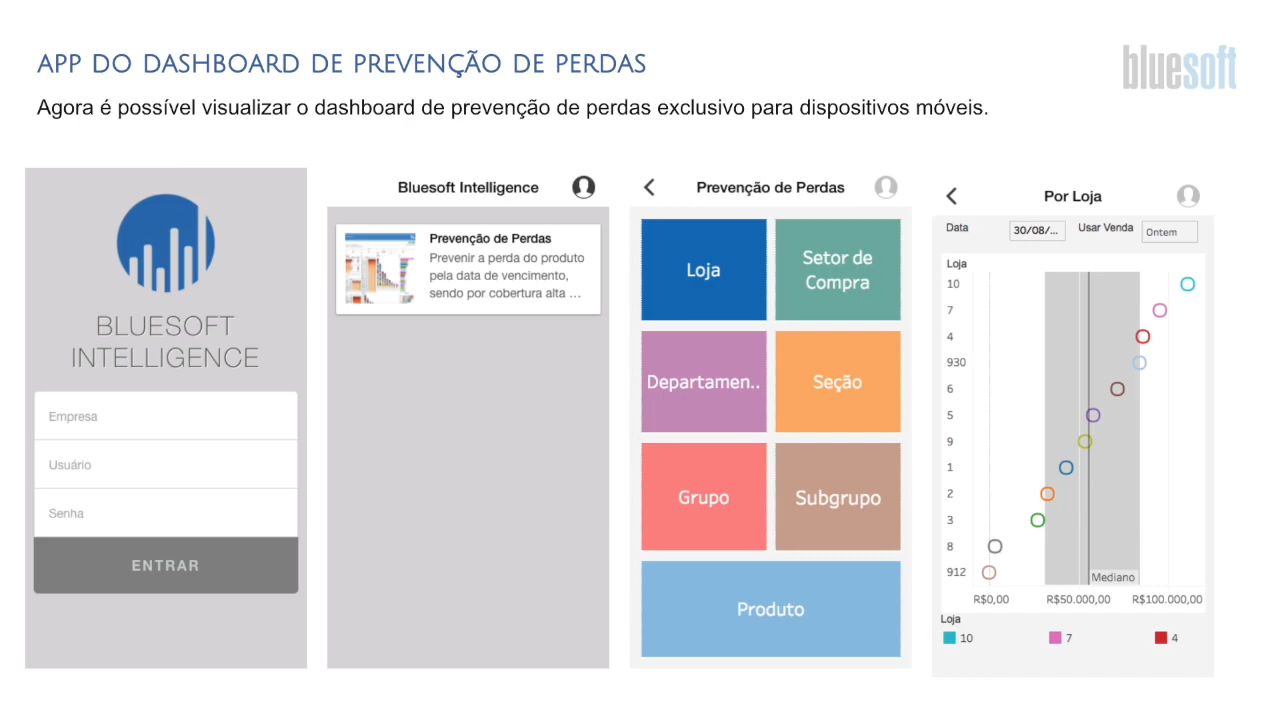 APP DO DASHBOARD DE PREVENÇÃO DE PERDAS
bluesoft
Agora é possível visualizar o dashboard de prevenção de perdas exclusivo para dispositivos móveis.
BLUESOFT
INTELLIGENCE
Empresa
Usuário
Senha
ENTRAR
Bluesoft Intelligence
Prevenção de Perdas
Prevenir a perda do produto
pela data de vencimento,
sendo por cobertura alta ...
Prevenção de Perdas
Loja
Setor de
Compra
Departamen..
Seção
Grupo
Subgrupo
Produto
Por Loja
Data
30/08/...
Usar Venda
Ontem
Loja
10
7
4
930
6
5
9
1
2
3
8
912
Mediano
R$0,00 R$50.000,00 R$100.000,00
Loja
10 7 4